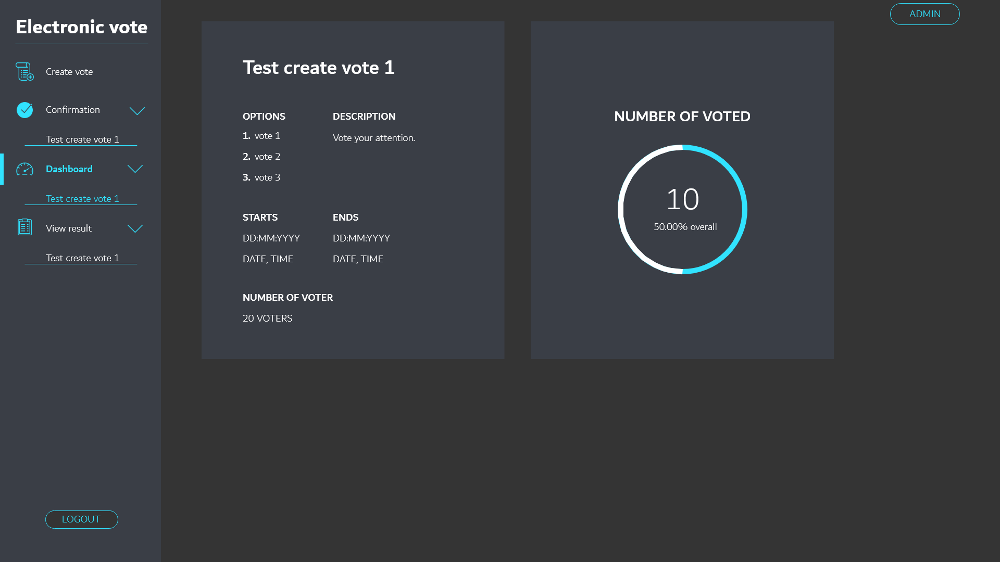 Electronic vote
Create vote
Confirmation
Test create vote 1
Dashboard
Test create vote 1
View result
Test create vote 1
LOGOUT
ADMIN
Test create vote 1
OPTIONS
1. vote 1
2. vote 2
3. vote 3
DESCRIPTION
Vote your attention.
STARTS
DD:MM:YYYY
DATE, TIME
ENDS
DD:MM:YYYY
DATE, TIME
NUMBER OF VOTER
20 VOTERS
NUMBER OF VOTED
10
50.00% overall